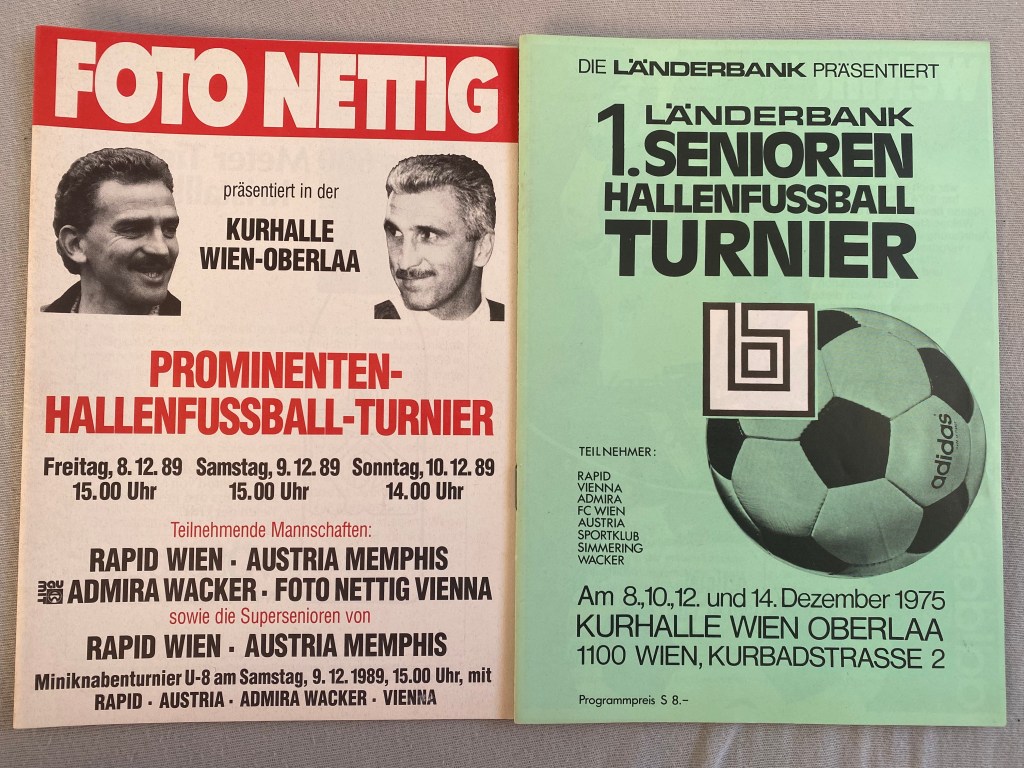 FOTO NETTIG
präsentiert in der
KURHALLE
WIEN-OBERLAA
PROMINENTEN-
HALLENFUSSBALL-TURNIER
Freitag, 8.12.89 Samstag, 9.12.89 Sonntag, 10.12.89
15.00 Uhr 15.00 Uhr 14.00 Uhr
Teilnehmende Mannschaften:
RAPID WIEN · AUSTRIA MEMPHIS
ADMIRA WACKER · FOTO NETTIG VIENNA
sowie die Supersenioren von
RAPID WIEN · AUSTRIA MEMPHIS
Miniknabenturnier U-8 am Samstag, 9.12.1989, 15.00 Uhr, mit
RAPID · AUSTRIA · ADMIRA WACKER · VIENNA
DIE LÄNDERBANK PRÄSENTIERT
LÄNDERBANK
1. SENIOREN
HALLENFUSSBALL
TURNIER
adidas
TEILNEHMER:
RAPID
VIENNA
ADMIRA
FC WIEN
AUSTRIA
SPORTKLUB
SIMMERING
WACKER
Am 8.,10.,12. und 14. Dezember 1975
KURHALLE WIEN OBERLAA
1100 WIEN, KURBADSTRASSE 2
Programmpreis S 8.–